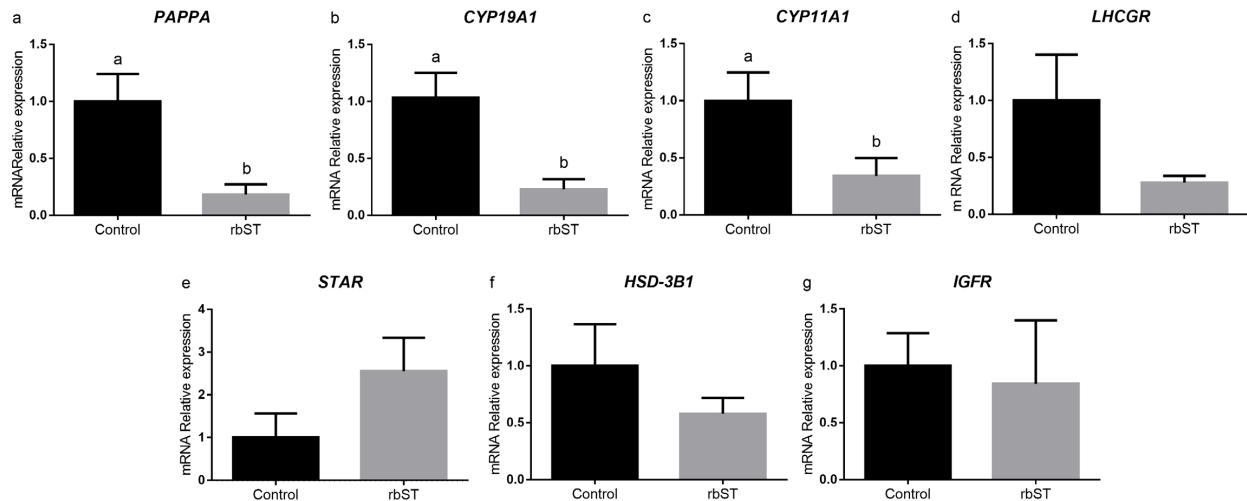 a PAPPA
mRNARelative expression
1.5
1.0
0.5
0.0
a
b
Control rbST
b CYP19A1
mRNA Relative expression
1.5
1.0
0.5
0.0
a
b
Control rbST
c CYP11A1
mRNA Relative expression
1.5
1.0
0.5
0.0
a
b
Control rbST
d LHCGR
m RNA Relative expression
1.5
1.0
0.5
0.0
Control rbST
e STAR
mRNA Relative expression
4
3
2
1
0
Control rbST
f HSD-3B1
mRNA Relative expression
1.5
1.0
0.5
0.0
Control rbST
g IGFR
mRNA Relative expression
1.5
1.0
0.5
0.0
Control rbST